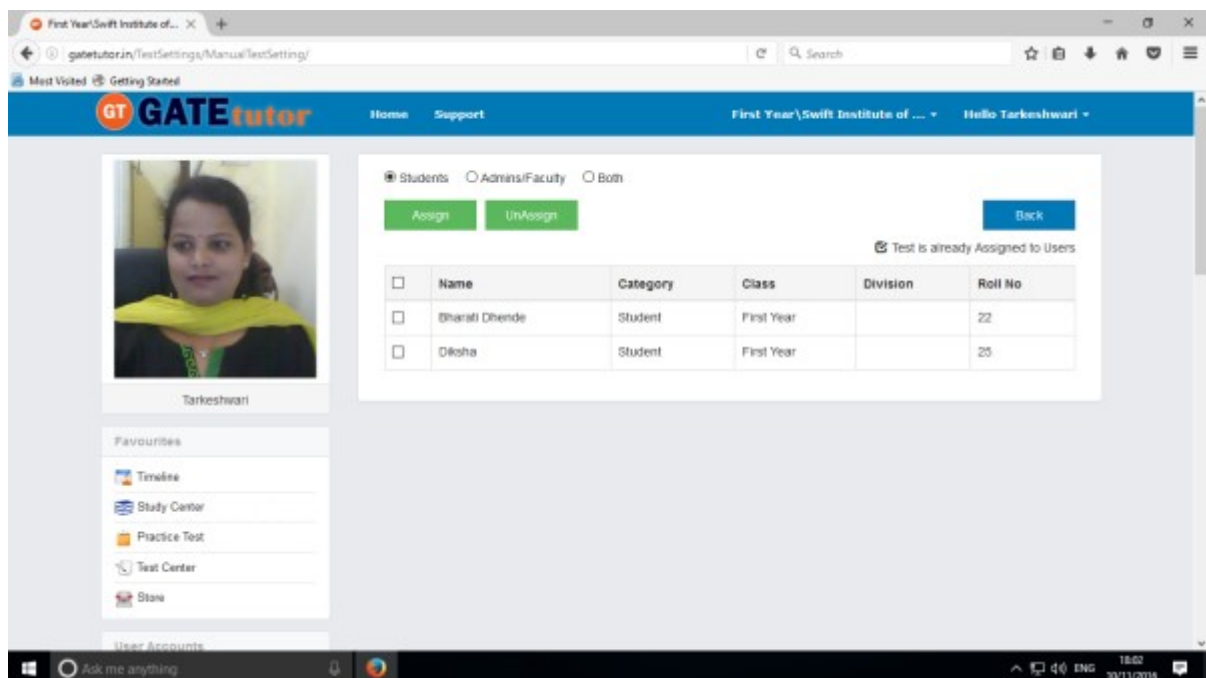 First Year\Swift Institute of...
gatetutor.in/TestSettings/ManualTestSetting/
Search
Most Visited Getting Started
GT GATEtutor Home Support First Year\Swift Institute of .... Hello Tarkeshwari
Students Admins/Faculty Both
Assign UnAssign Back
Test is already Assigned to Users
Name Category Class Division Roll No
Bharati Dhende Student First Year 22
Diksha Student First Year 25
Tarkeshwari
Favourites
Timeline
Study Center
Practice Test
Test Center
Store
User Accounts
Ask me anything ENG 18:02
10/11/2016